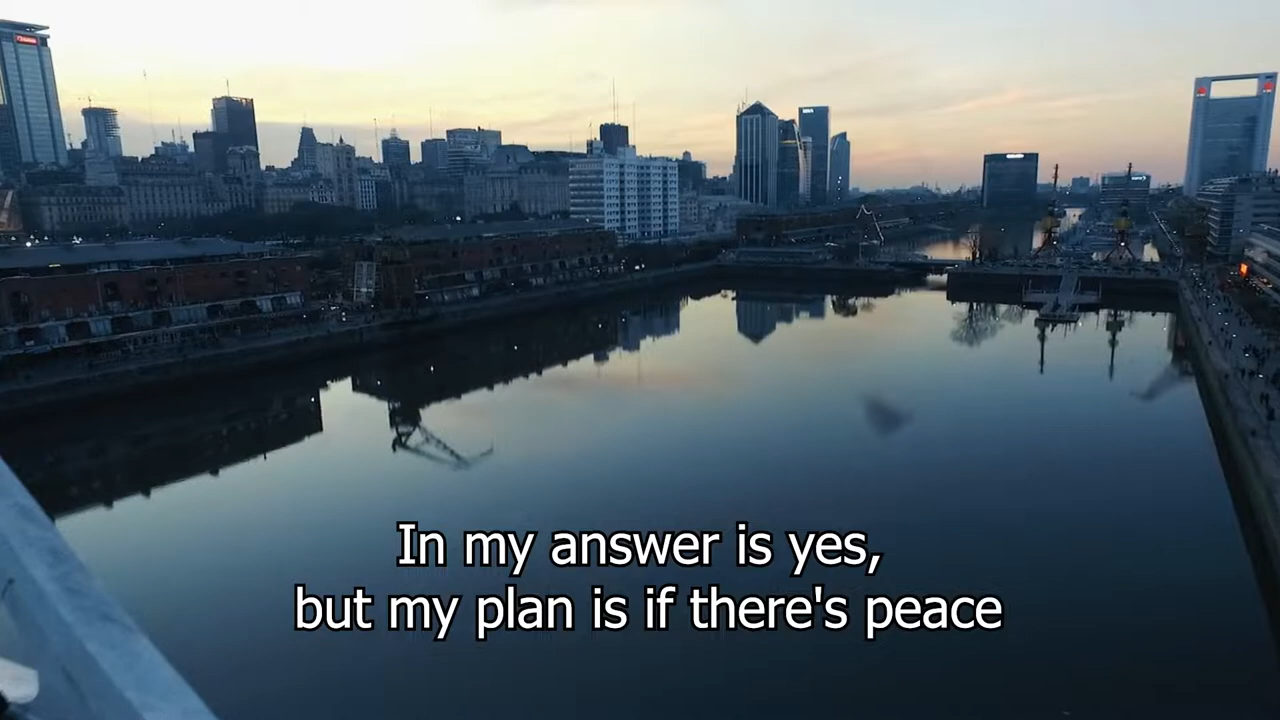 In my answer is yes,
but my plan is if there's peace